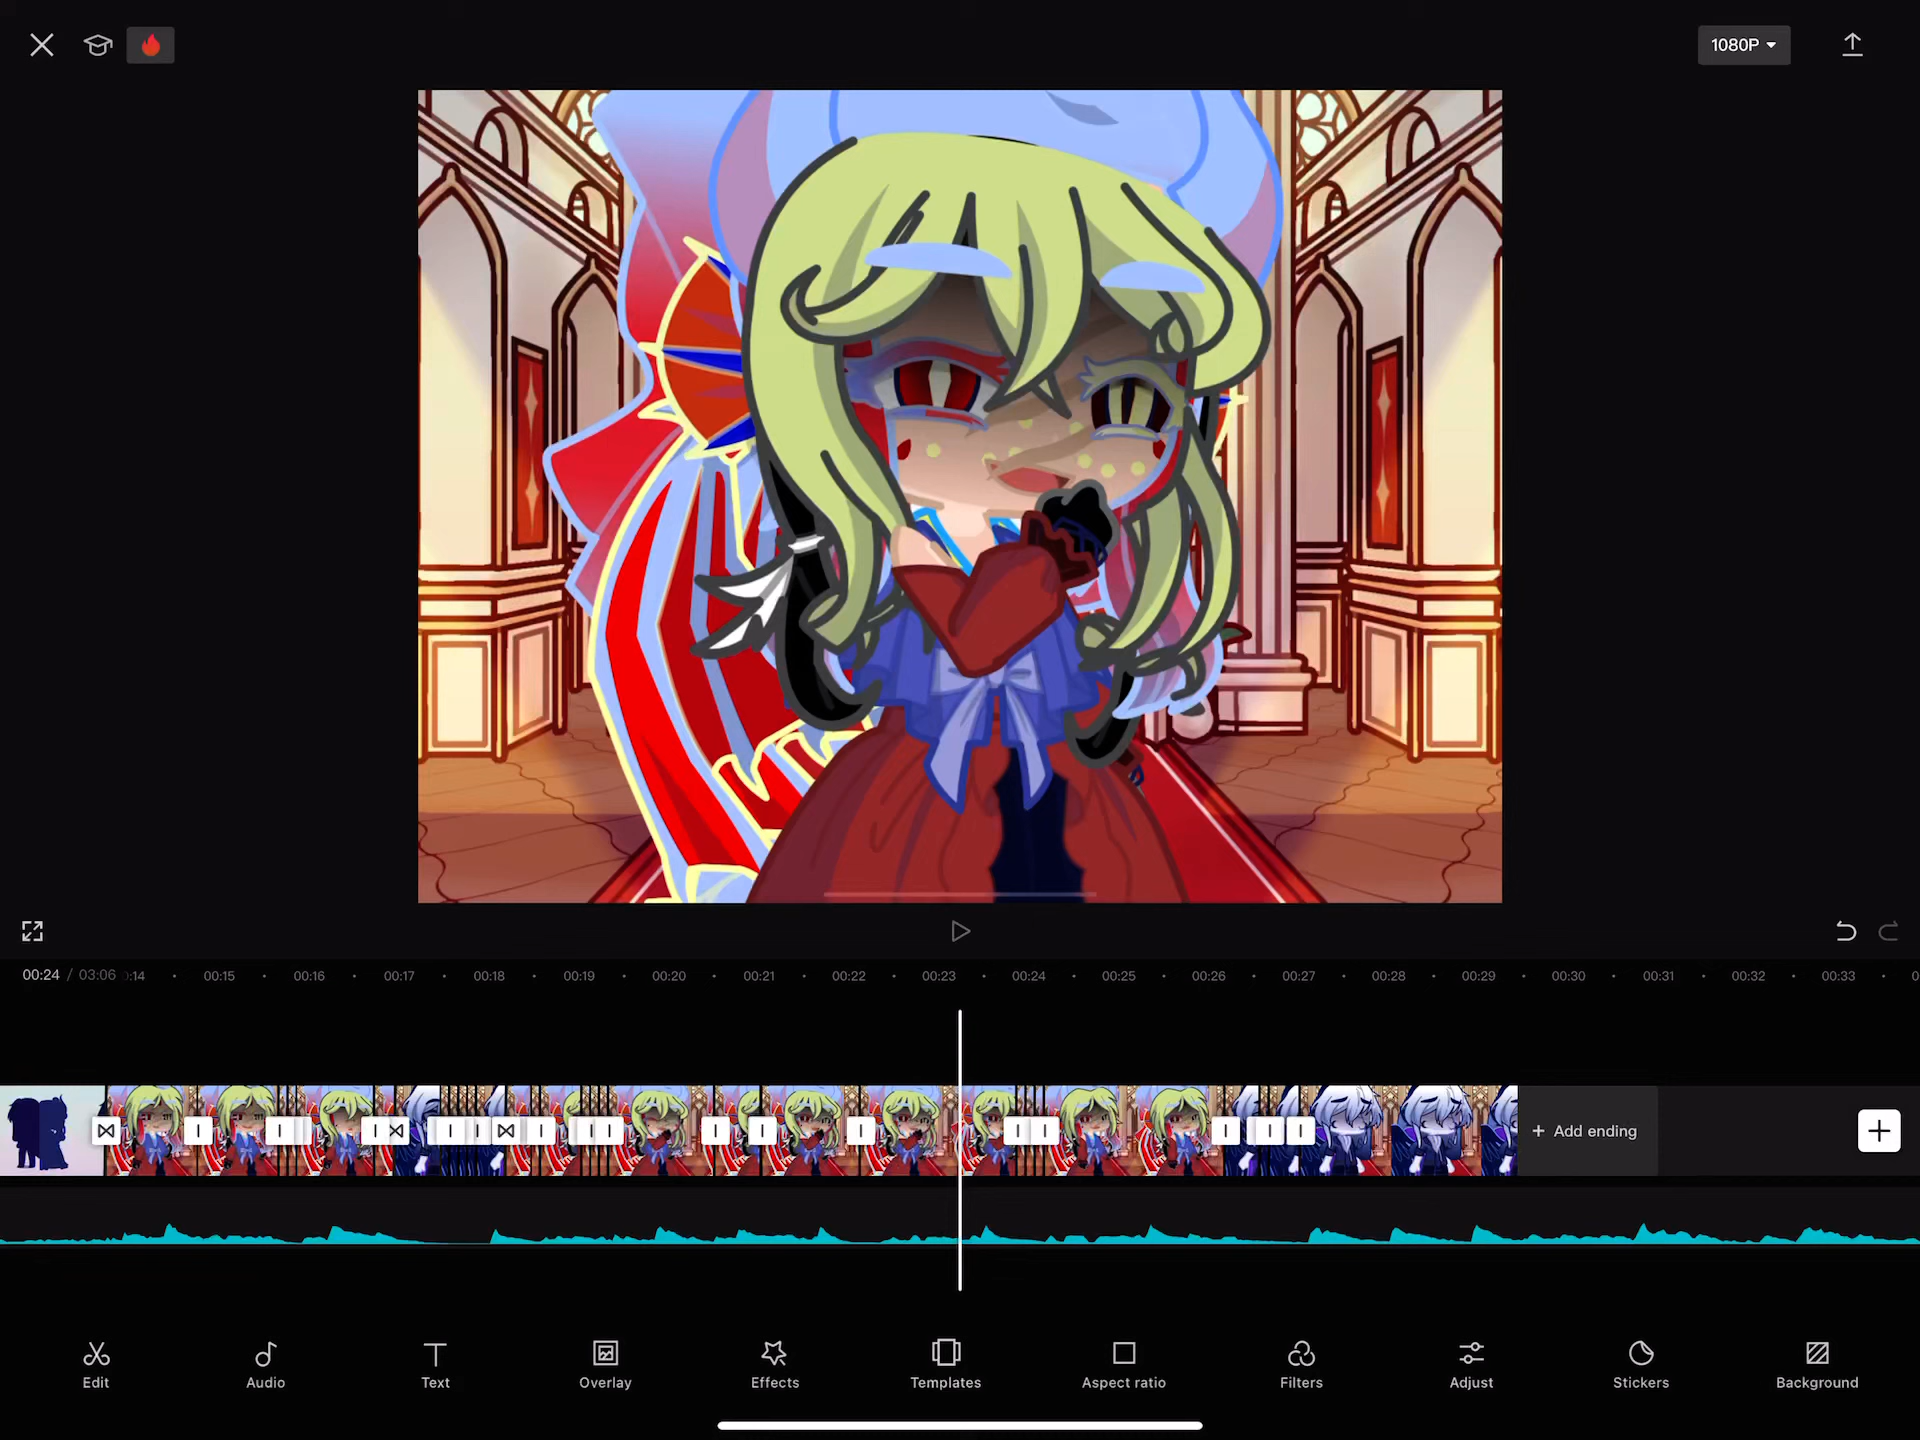 1080P
00:24 / 03:06 :14 00:15 00:16 00:17 00:18 00:19 00:20 00:21 00:22 00:23 00:24 00:25 00:26 00:27 00:28 00:29 00:30 00:31 00:32 00:33 0
+ Add ending
Edit Audio Text Overlay Effects Templates Aspect ratio Filters Adjust Stickers Background